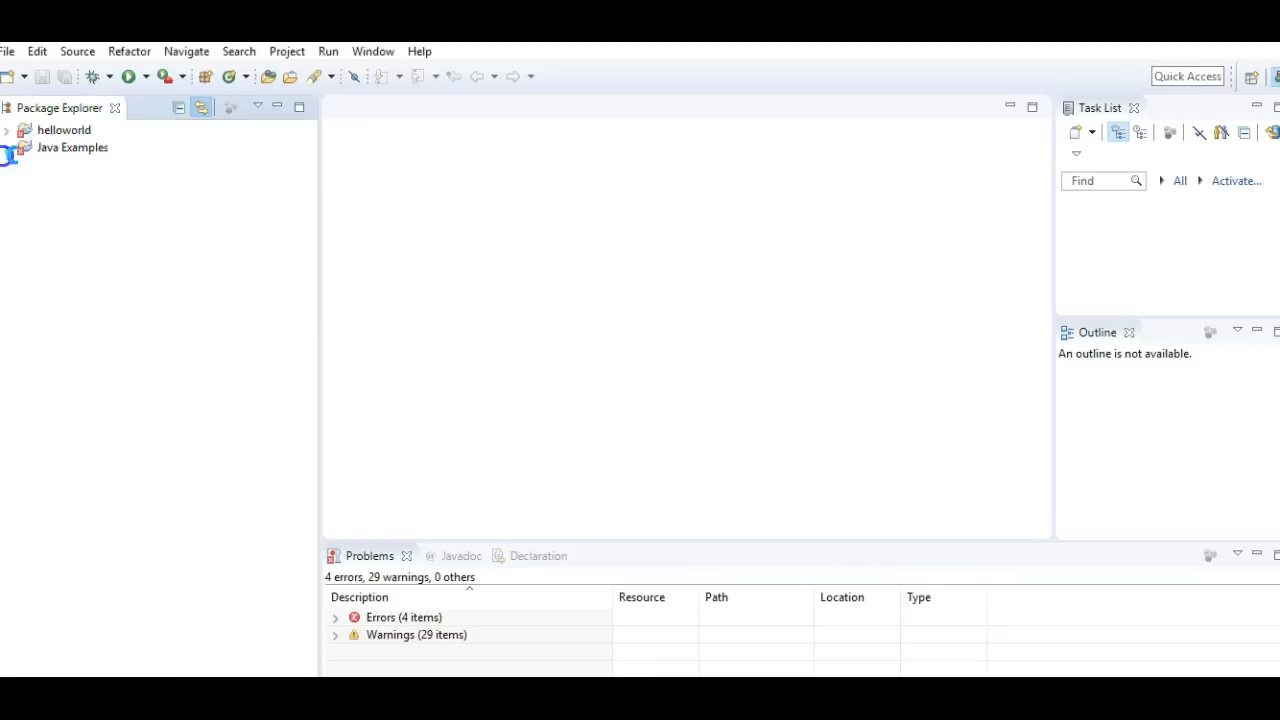 File Edit Source Refactor Navigate Search Project Run Window Help
Quick Access
Package Explorer
helloworld
Java Examples
Task List
Find All Activate...
Outline
An outline is not available.
Problems @ Javadoc Declaration
4 errors, 29 warnings, 0 others
Description Resource Path Location Type
Errors (4 items)
Warnings (29 items)